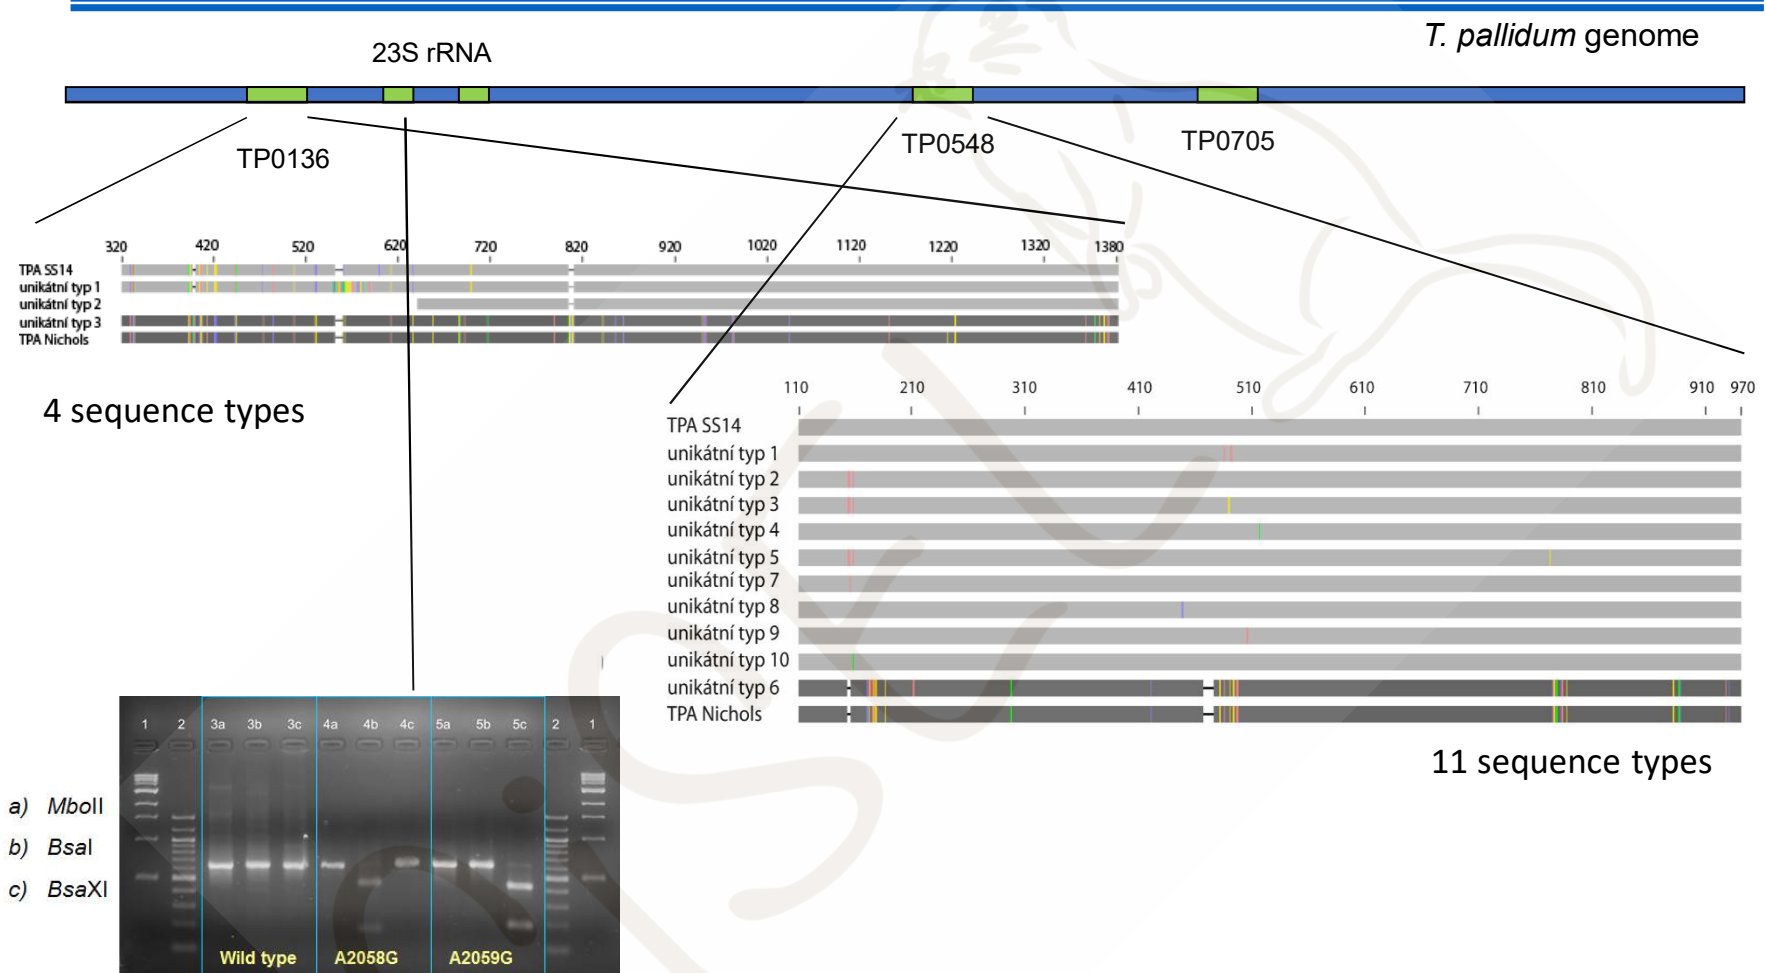 T. pallidum genome
23S rRNA
TP0136
TP0548
TP0705
320 420 520 620 720 820 920 1020 1120 1220 1320 1380
TPA SS14
unikátní typ 1
unikátní typ 2
unikátní typ 3
TPA Nichols
4 sequence types
110 210 310 410 510 610 710 810 910 970
TPA SS14
unikátní typ 1
unikátní typ 2
unikátní typ 3
unikátní typ 4
unikátní typ 5
unikátní typ 7
unikátní typ 8
unikátní typ 9
unikátní typ 10
unikátní typ 6
TPA Nichols
11 sequence types
1 2 3a 3b 3c 4a 4b 4c 5a 5b 5c 2 1
a) MboII
b) BsaI
c) BsaXI
Wild type A2058G A2059G